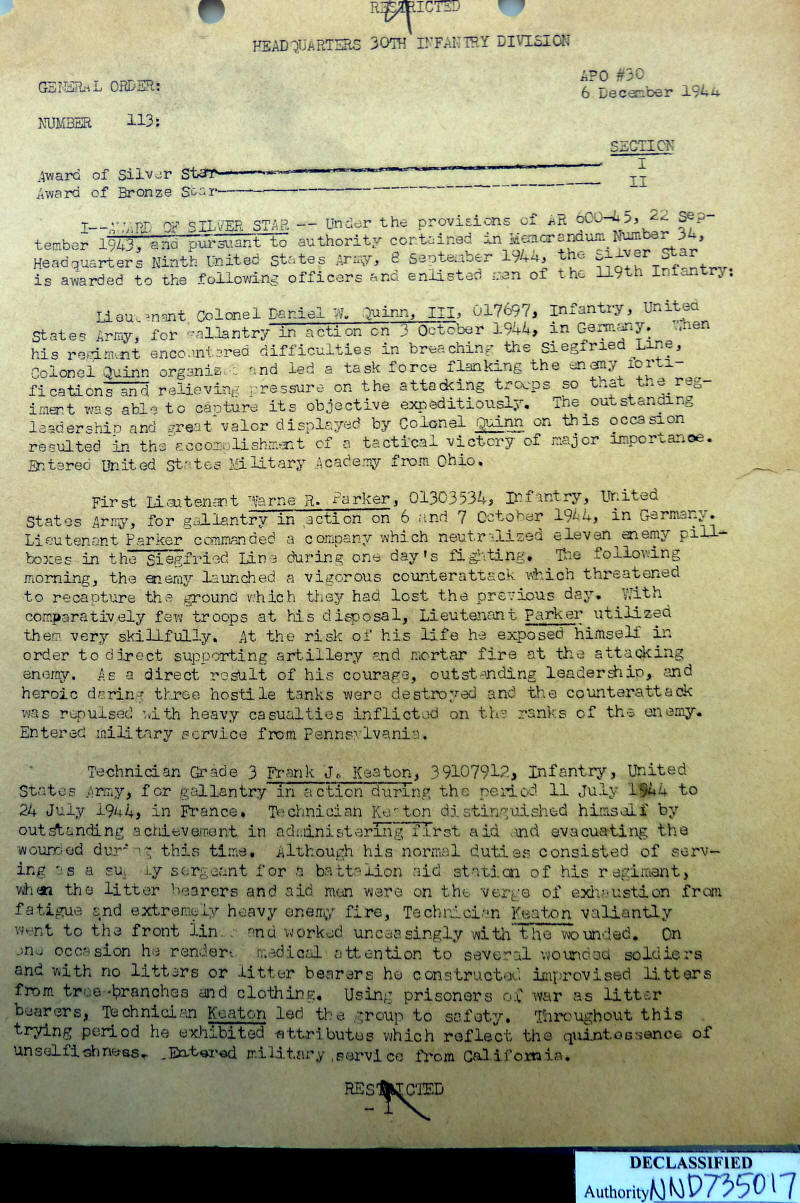 RESTRICTED
HEADQUARTERS 30TH INFANTRY DIVISION
APO #30
GENERAL ORDER:
6 December 1944
NUMBER 113:
SECTION
Award of Silver Star I
Award of Bronze Star II
I--AWARD OF SILVER STAR -- Under the provisions of AR 600-45, 22 Sep-
tember 1943, and pursuant to authority contained in Memorandum Number 34,
Headquarters Ninth United States Army, 8 September 1944, the Silver Star
is awarded to the following officers and enlisted men of the 119th Infantry:
Lieutenant Colonel Daniel W. Quinn, III, O17697, Infantry, United
States Army, for gallantry in action on 3 October 1944, in Germany. When
his regiment encountered difficulties in breaching the Siegfried Line,
Colonel Quinn organized and led a task force flanking the enemy forti-
fications and relieving pressure on the attacking troops so that the reg-
iment was able to capture its objective expeditiously. The outstanding
leadership and great valor displayed by Colonel Quinn on this occasion
resulted in the accomplishment of a tactical victory of major importance.
Entered United States Military Academy from Ohio.
First Lieutenant Warne R. Parker, 01303534, Infantry, United
States Army, for gallantry in action on 6 and 7 October 1944, in Germany.
Lieutenant Parker commanded a company which neutralized eleven enemy pill-
boxes in the Siegfried Line during one day's fighting. The following
morning, the enemy launched a vigorous counterattack which threatened
to recapture the ground which they had lost the previous day. With
comparatively few troops at his disposal, Lieutenant Parker utilized
them very skillfully. At the risk of his life he exposed himself in
order to direct supporting artillery and mortar fire at the attacking
enemy. As a direct result of his courage, outstanding leadership, and
heroic daring three hostile tanks were destroyed and the counterattack
was repulsed with heavy casualties inflicted on the ranks of the enemy.
Entered military service from Pennsylvania.
Technician Grade 3 Frank J. Keaton, 39107912, Infantry, United
States Army, for gallantry in action during the period 11 July 1944 to
24 July 1944, in France. Technician Keaton distinguished himself by
outstanding achievement in administering first aid and evacuating the
wounded during this time. Although his normal duties consisted of serv-
ing as a supply sergeant for a battalion aid station of his regiment,
when the litter bearers and aid men were on the verge of exhaustion from
fatigue and extremely heavy enemy fire, Technician Keaton valiantly
went to the front lines and worked unceasingly with the wounded. On
one occasion he rendered medical attention to several wounded soldiers
and with no litters or litter bearers he constructed improvised litters
from tree branches and clothing. Using prisoners of war as litter
bearers, Technician Keaton led the group to safety. Throughout this
trying period he exhibited attributes which reflect the quintessence of
unselfishness. Entered military service from California.
RESTRICTED
- 1
DECLASSIFIED
Authority NND735017